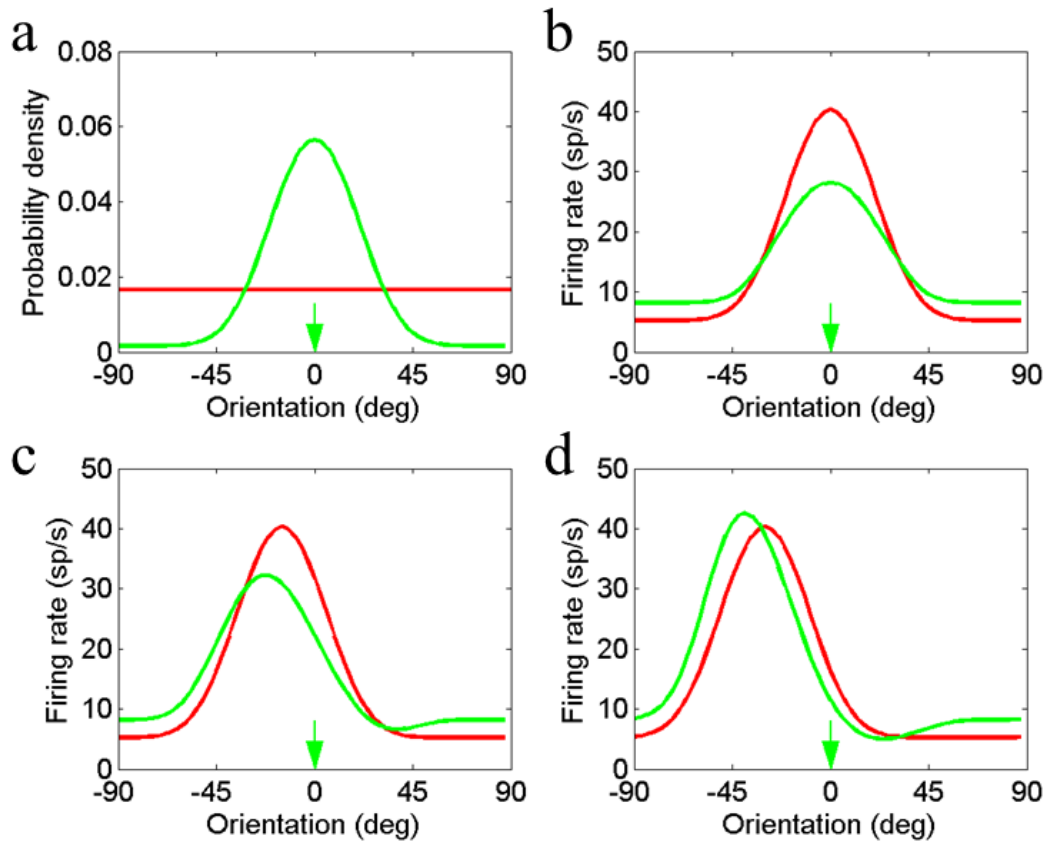 a
Probability density
0.08
0.06
0.04
0.02
0
-90 -45 0 45 90
Orientation (deg)
b
Firing rate (sp/s)
50
40
30
20
10
0
-90 -45 0 45 90
Orientation (deg)
c
Firing rate (sp/s)
50
40
30
20
10
0
-90 -45 0 45 90
Orientation (deg)
d
Firing rate (sp/s)
50
40
30
20
10
0
-90 -45 0 45 90
Orientation (deg)